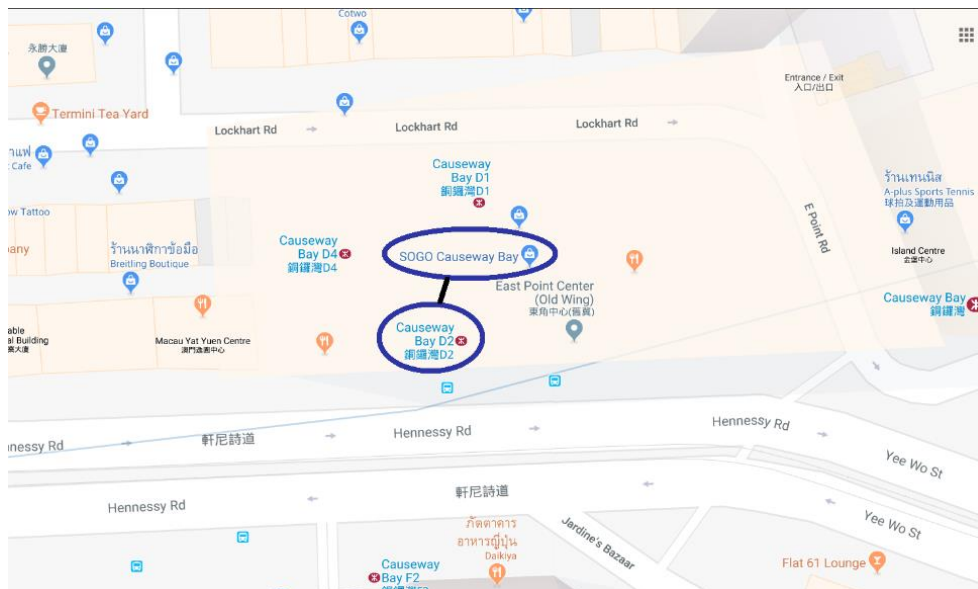 Cotwo
永勝大廈
Entrance / Exit
入口/出口
Termini Tea Yard
Lockhart Rd
Lockhart Rd
Lockhart Rd
Cafe
Causeway
Bay D1
銅鑼灣D1
ร้านเทนนิส
A-plus Sports Tennis
球拍及運動用品
Tattoo
E Point Rd
Causeway
Bay D4
銅鑼灣D4
ร้านนาฬิกาข้อมือ
Breitling Boutique
SOGO Causeway Bay
Island Centre
金堡中心
East Point Center
(Old Wing)
東角中心(舊翼)
Causeway Bay
銅鑼灣
Causeway
Bay D2
銅鑼灣D2
Macau Yat Yuen Centre
澳門逸園中心
Building
Hennessy Rd
軒尼詩道
Hennessy Rd
Hennessy Rd
Yee Wo St
Hennessy Rd
軒尼詩道
Yee Wo St
Jardine's Bazaar
ภัตตาคาร
อาหารญี่ปุ่น
Daikiya
Flat 61 Lounge
Causeway
Bay F2